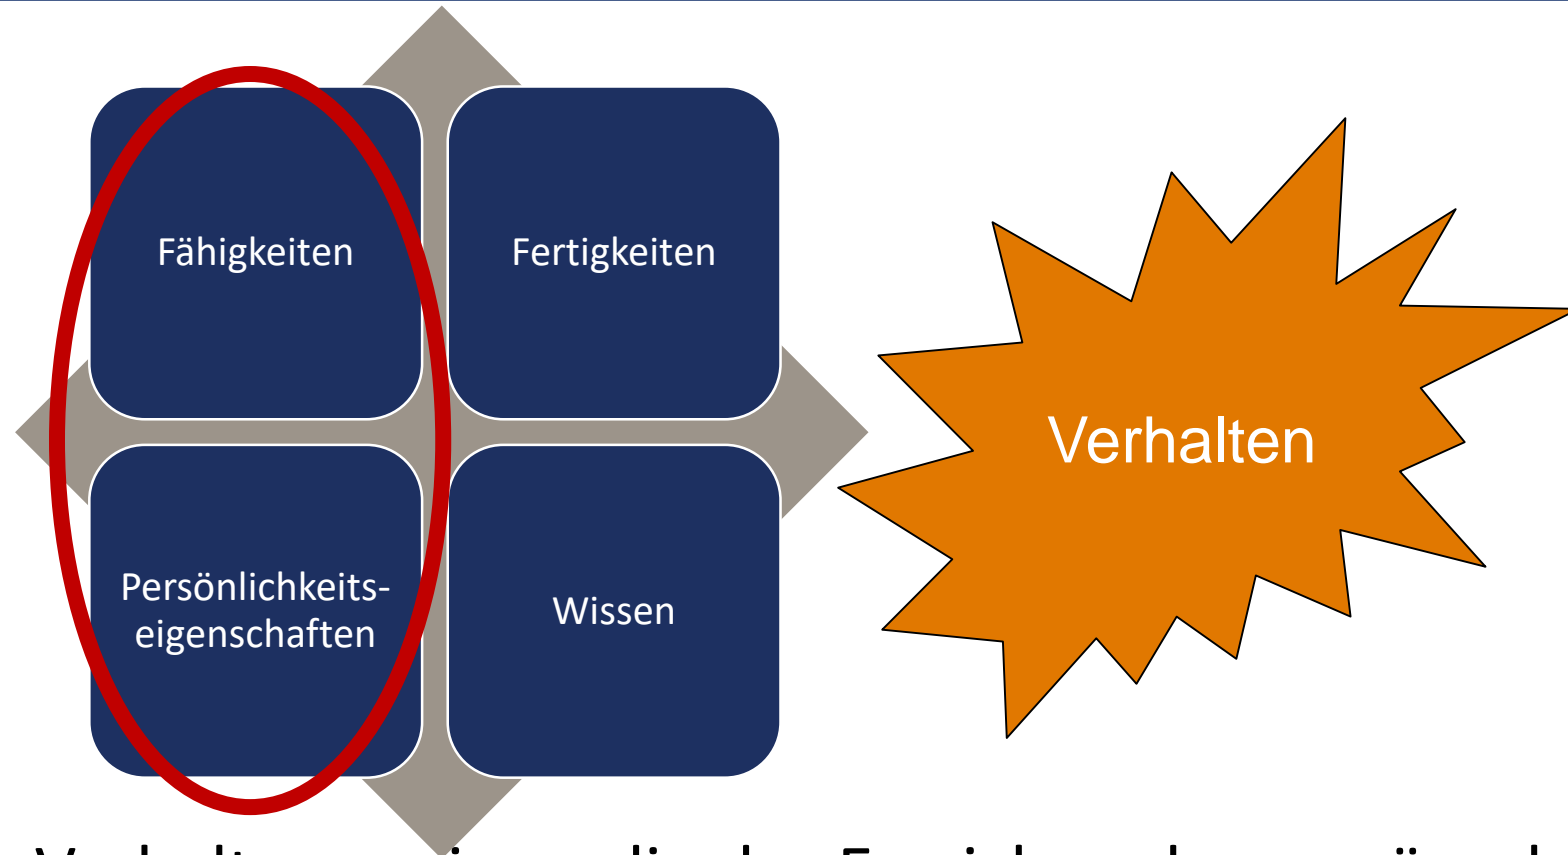 Fähigkeiten
Fertigkeiten
Verhalten
Persönlichkeits-
eigenschaften
Wissen